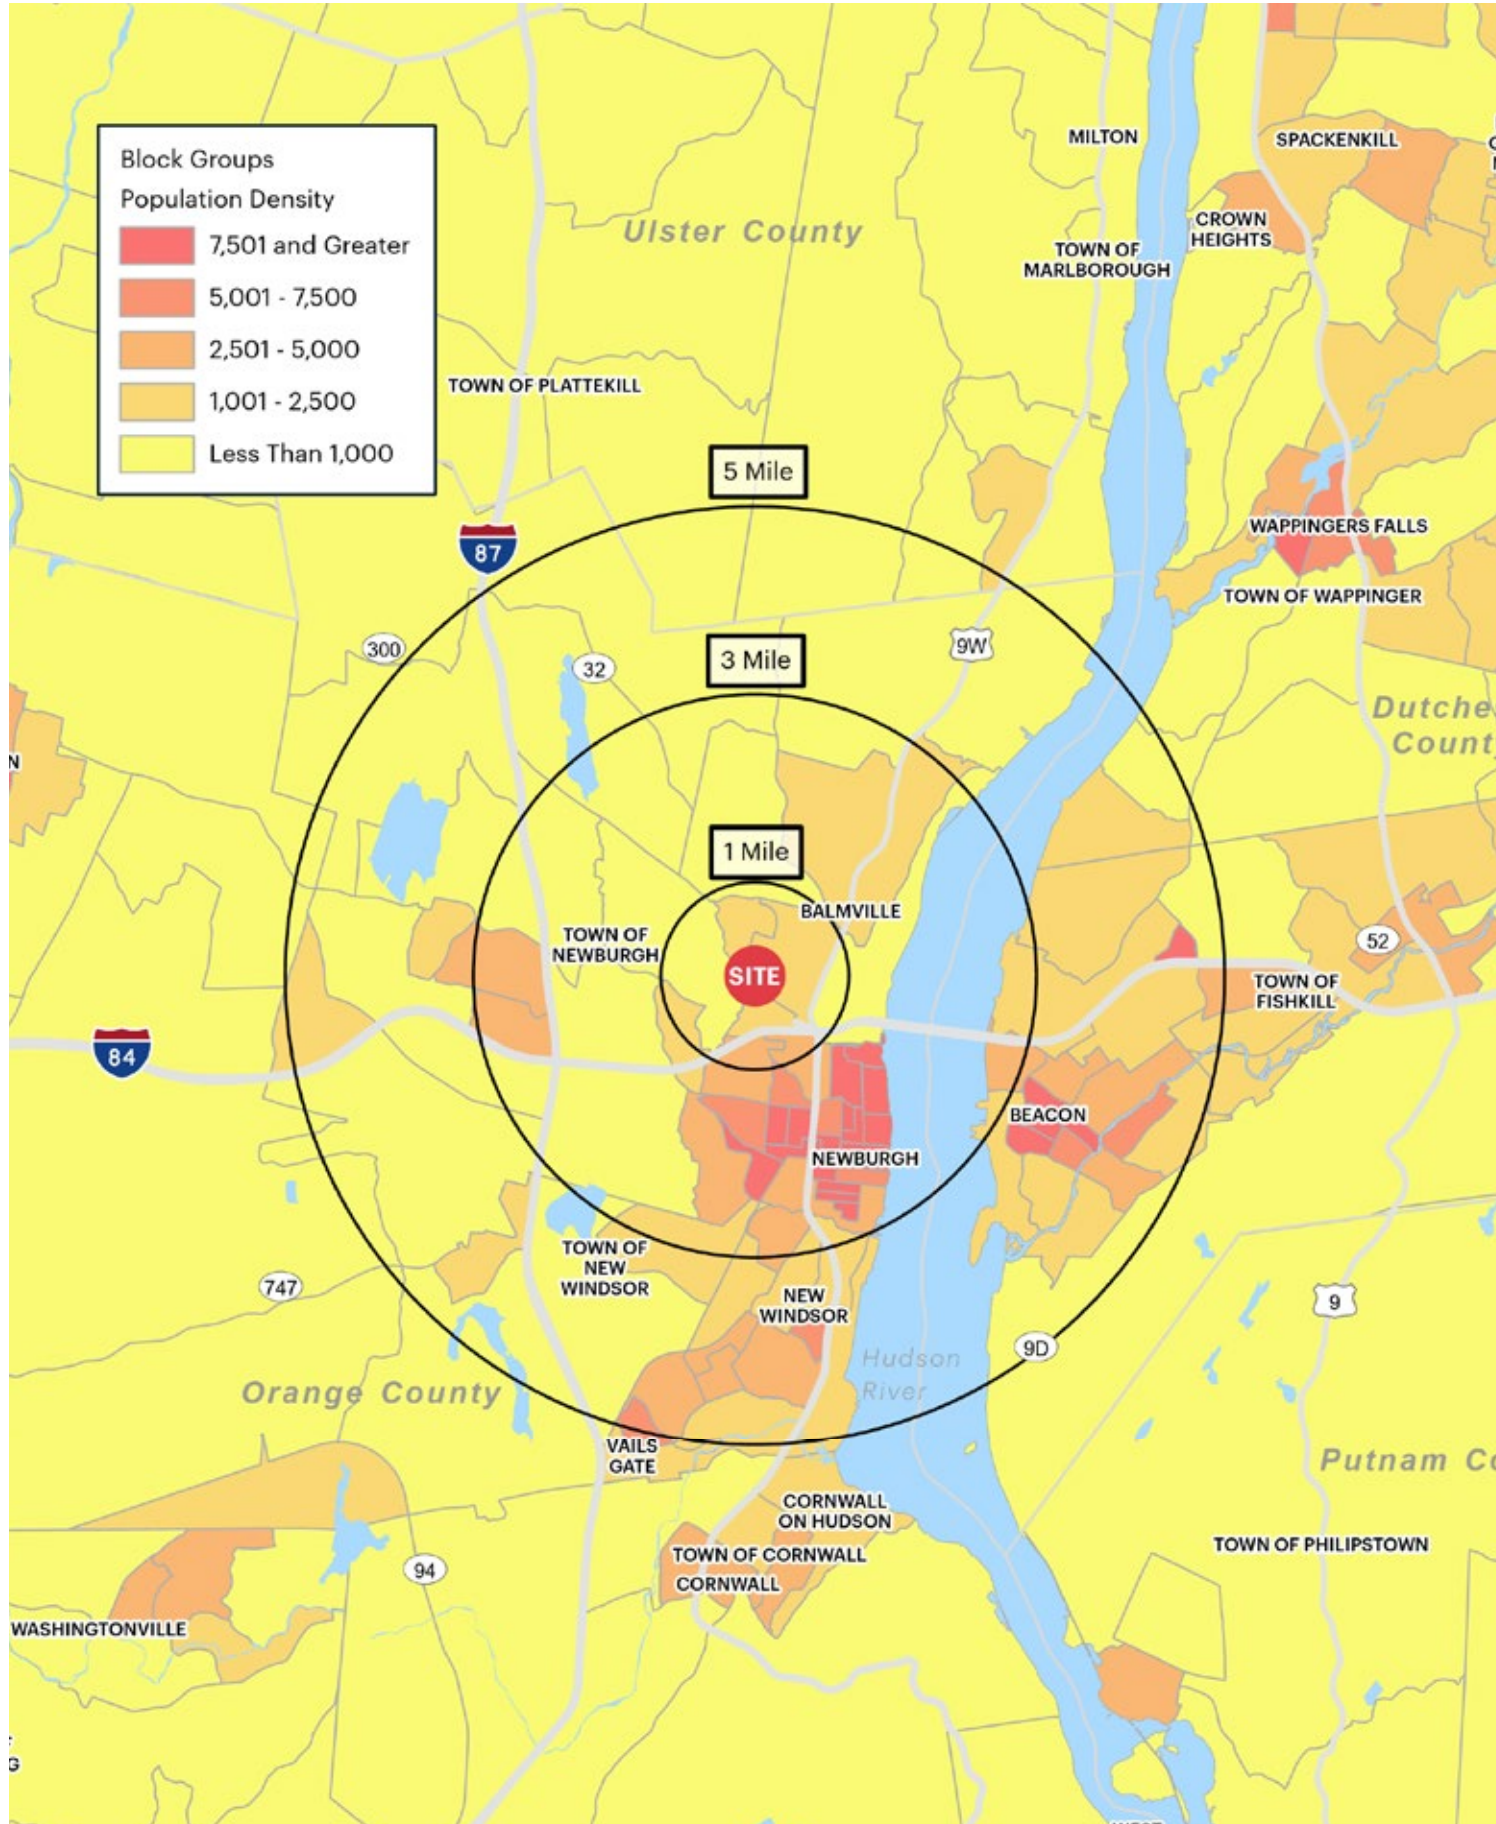 Block Groups
Population Density
7,501 and Greater
5,001 - 7,500
2,501 - 5,000
1,001 - 2,500
Less Than 1,000
MILTON
SPACKENKILL
Ulster County
CROWN
HEIGHTS
TOWN OF
MARLBOROUGH
TOWN OF PLATTEKILL
5 Mile
WAPPINGERS FALLS
87
TOWN OF WAPPINGER
300
32
3 Mile
9W
Dutche
Count
N
1 Mile
BALMVILLE
TOWN OF
NEWBURGH
52
SITE
TOWN OF
FISHKILL
84
BEACON
NEWBURGH
TOWN OF
NEW
WINDSOR
747
NEW
WINDSOR
9
9D
Hudson
River
Orange County
VAILS
GATE
Putnam Co
CORNWALL
ON HUDSON
TOWN OF PHILIPSTOWN
TOWN OF CORNWALL
94
CORNWALL
WASHINGTONVILLE
G